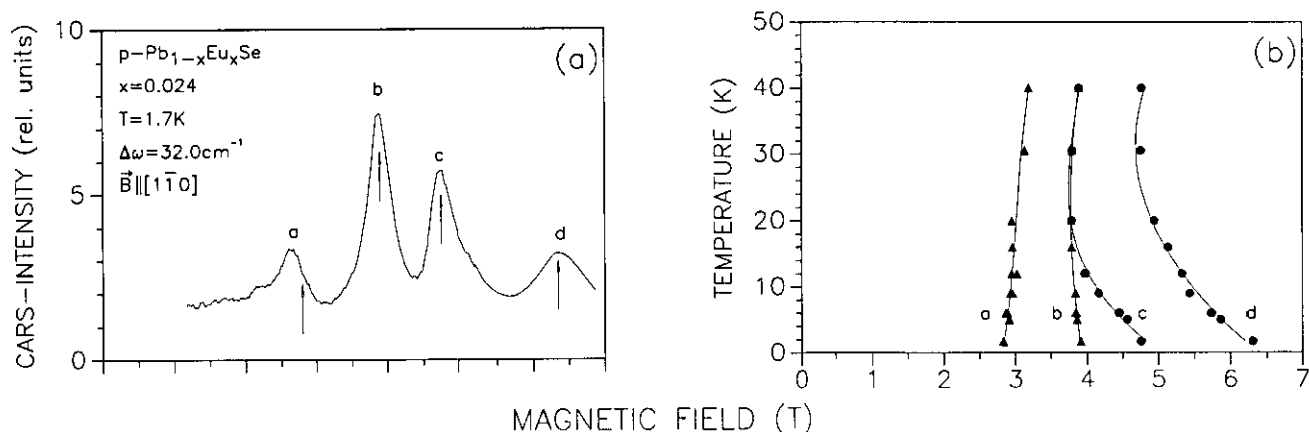 CARS-INTENSITY (rel. units)
10
5
0
p-Pb1-xEuxSe
x=0.024
T=1.7K
Δω=32.0cm⁻¹
B⃗||[11̄0]
(a)
a
b
c
d
TEMPERATURE (K)
50
40
30
20
10
0
(b)
a
b
c
d
0 1 2 3 4 5 6 7
MAGNETIC FIELD (T)